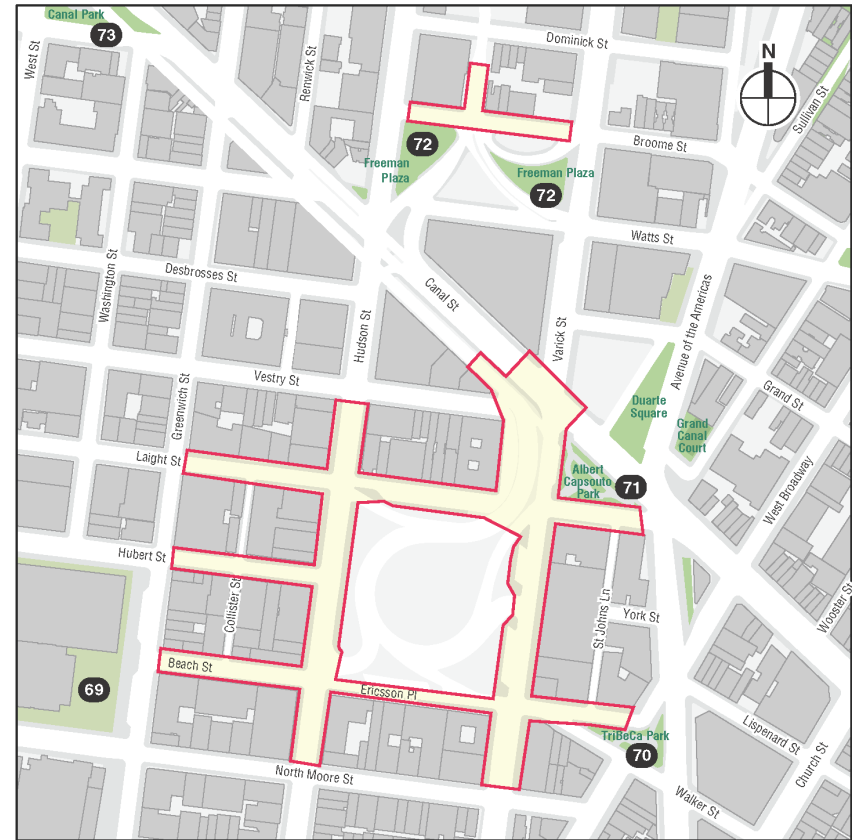 Canal Park
73
West St
Renwick St
Dominick St
N
Sullivan St
72
Freeman
Plaza
Freeman Plaza
72
Broome St
Watts St
Washington St
Desbrosses St
Canal St
Hudson St
Varick St
Avenue of the Americas
Vestry St
Greenwich St
Duarte
Square
Grand St
Grand
Canal
Court
Laight St
Albert
Capsouto
Park
71
West Broadway
Hubert St
Collister St
St Johns Ln
York St
Wooster St
Beach St
69
Ericsson Pl
TriBeCa Park
70
Lispenard St
Church St
North Moore St
Walker St